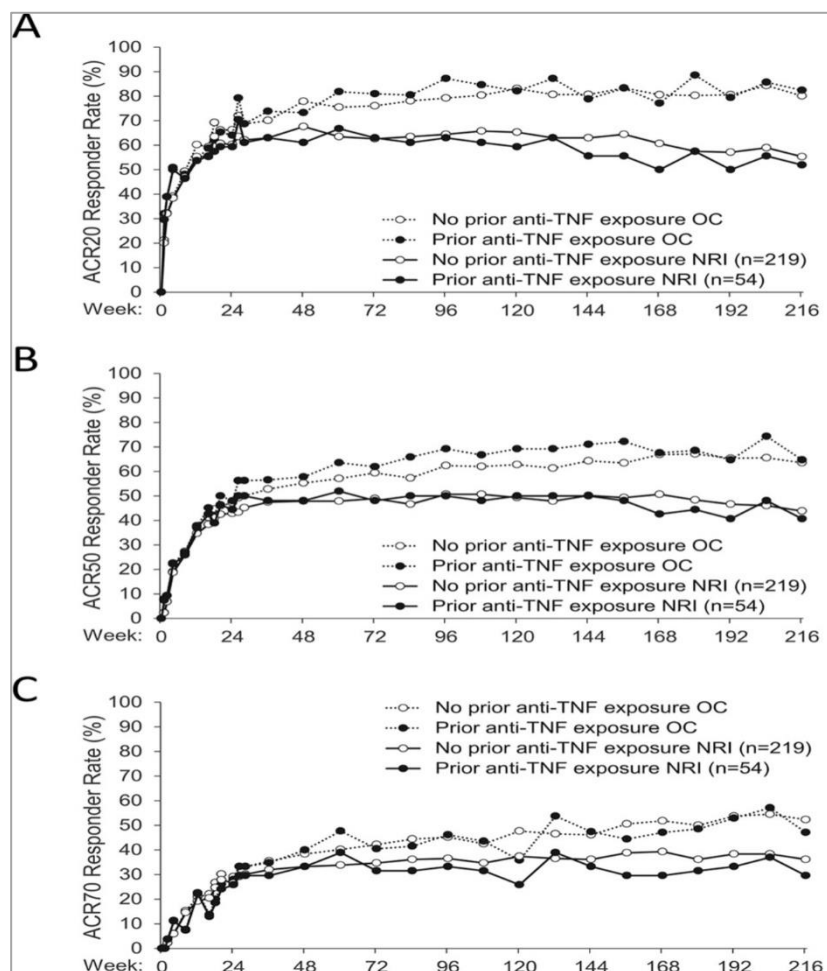 A
ACR20 Responder Rate (%)
100
90
80
70
60
50
40
30
20
10
0
No prior anti-TNF exposure OC
Prior anti-TNF exposure OC
No prior anti-TNF exposure NRI (n=219)
Prior anti-TNF exposure NRI (n=54)
Week: 0 24 48 72 96 120 144 168 192 216
B
ACR50 Responder Rate (%)
100
90
80
70
60
50
40
30
20
10
0
No prior anti-TNF exposure OC
Prior anti-TNF exposure OC
No prior anti-TNF exposure NRI (n=219)
Prior anti-TNF exposure NRI (n=54)
Week: 0 24 48 72 96 120 144 168 192 216
C
ACR70 Responder Rate (%)
100
90
80
70
60
50
40
30
20
10
0
No prior anti-TNF exposure OC
Prior anti-TNF exposure OC
No prior anti-TNF exposure NRI (n=219)
Prior anti-TNF exposure NRI (n=54)
Week: 0 24 48 72 96 120 144 168 192 216